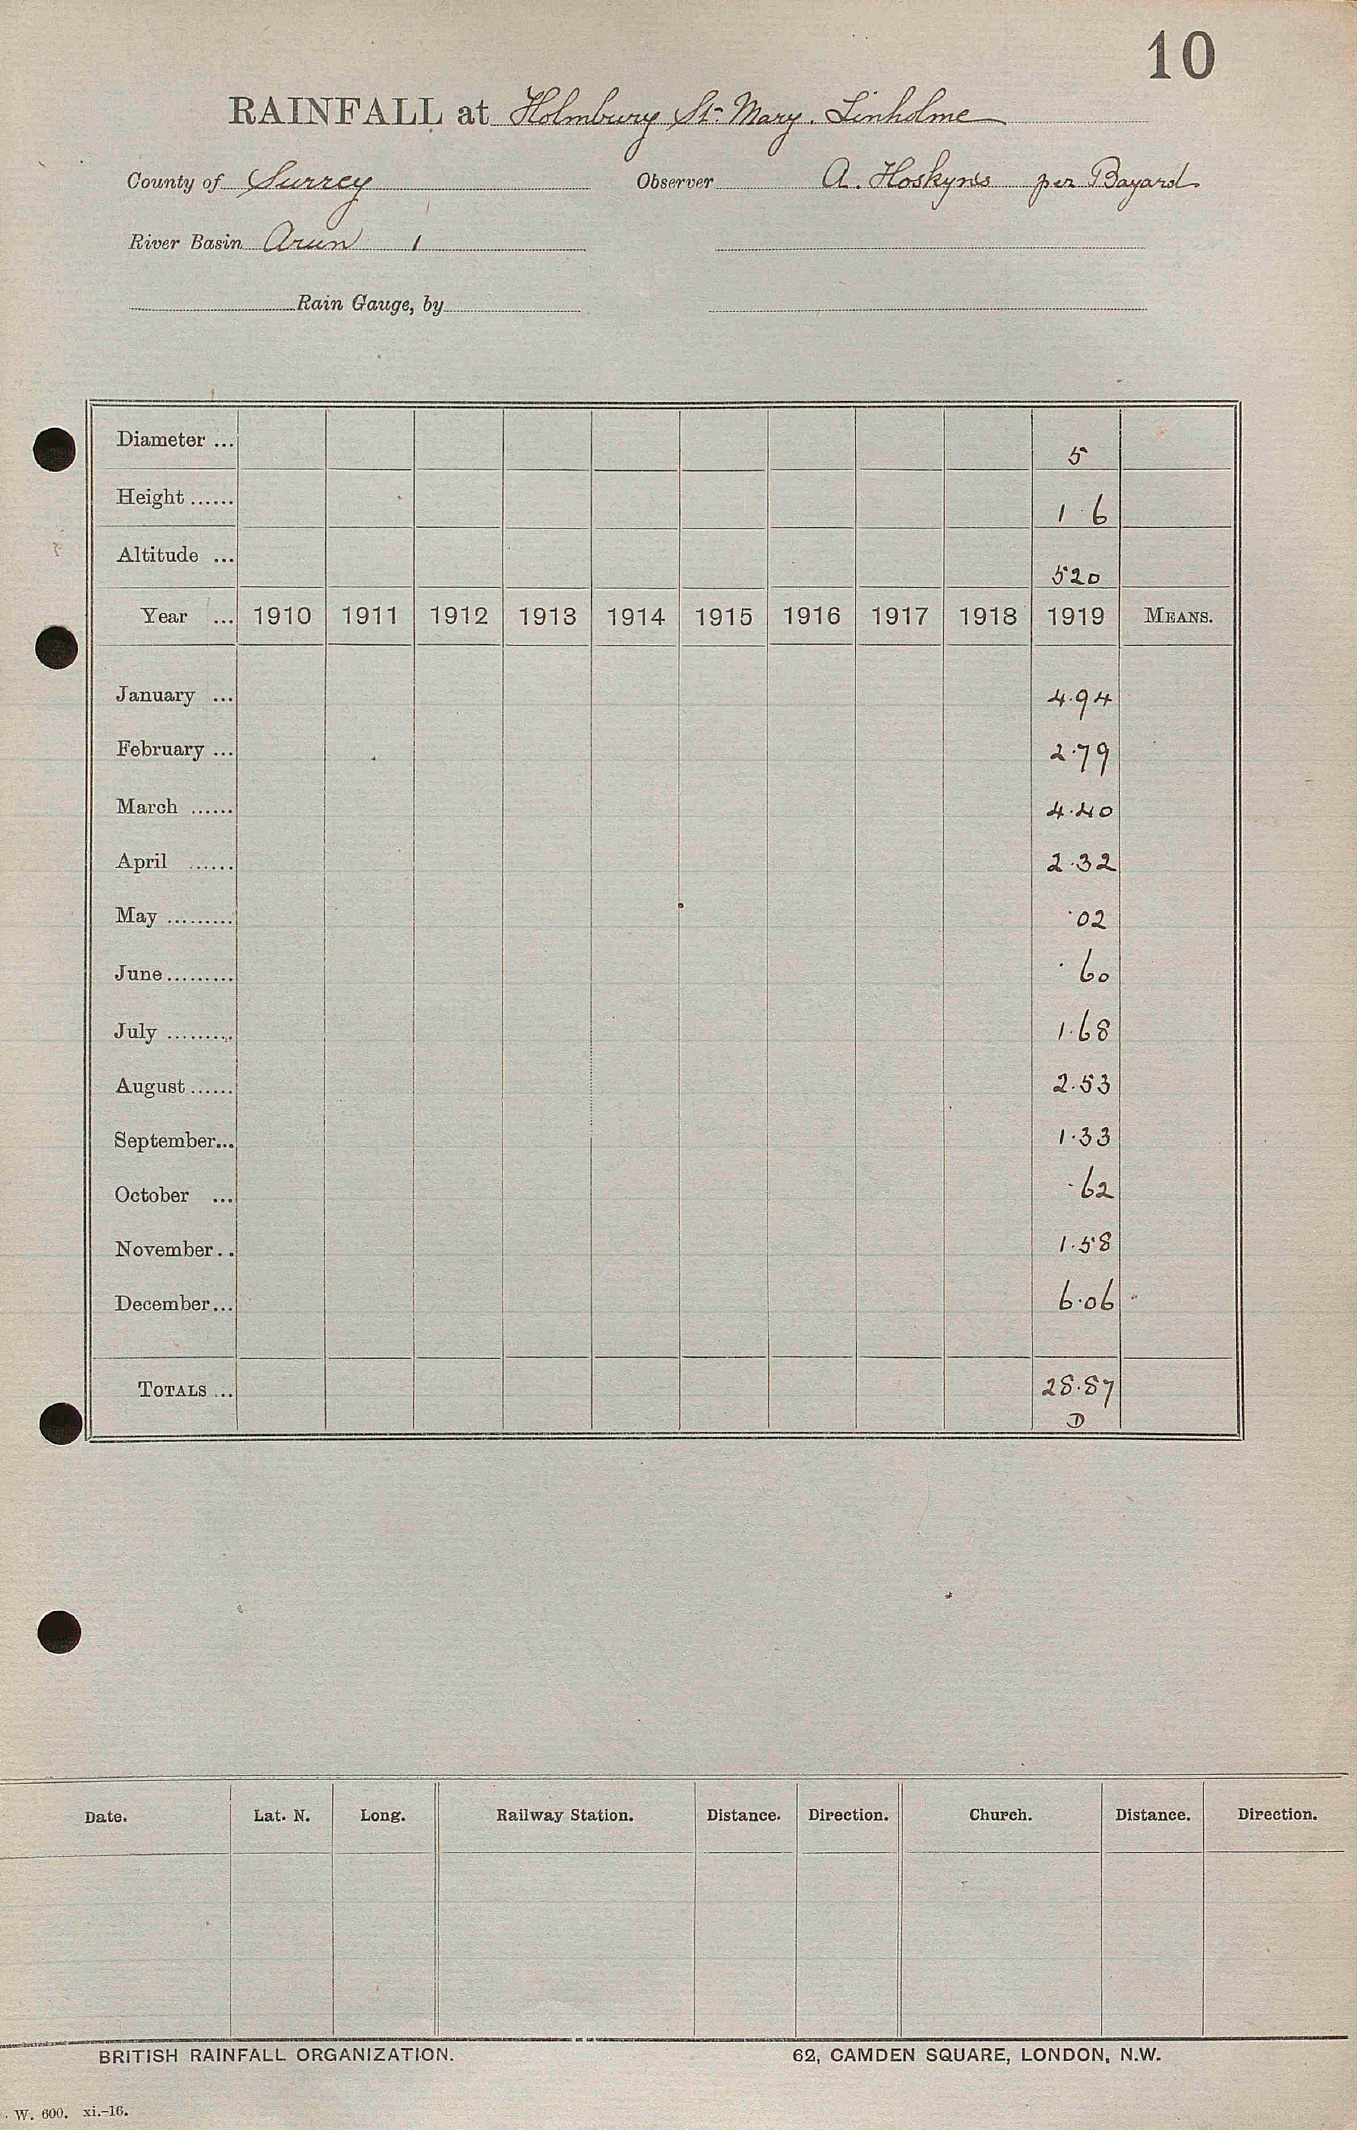 10
RAINFALL at Holmbury St. Mary. Linholme
County of Surrey Observer A. Hoskyns per Bayard
River Basin Arun 1
Rain Gauge, by
Diameter ... 5
Height ...... 1 6
Altitude ... 520
Year ... 1910 1911 1912 1913 1914 1915 1916 1917 1918 1919 MEANS.
January ... 4.94
February ... 2.79
March ...... 4.40
April ...... 2.32
May ......... .02
June ......... .60
July ......... 1.68
August ...... 2.53
September... 1.33
October ... .62
November .. 1.58
December... 6.06
TOTALS ... 28.87
D
Date. Lat. N. Long. Railway Station. Distance. Direction. Church. Distance. Direction.
BRITISH RAINFALL ORGANIZATION. 62, CAMDEN SQUARE, LONDON, N.W.
W. 600. xi.-16.